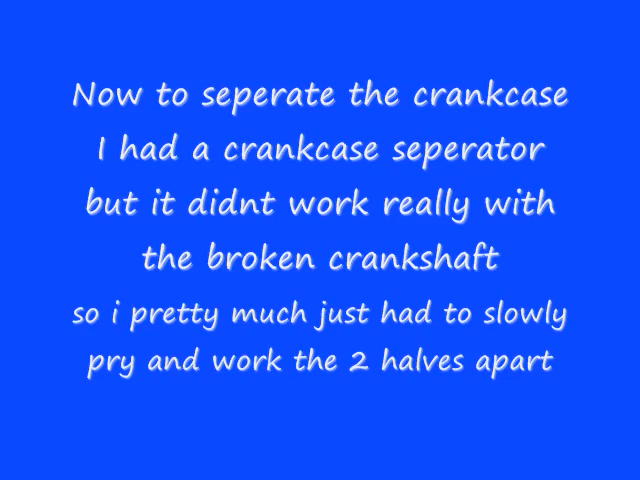 Now to seperate the crankcase
I had a crankcase seperator
but it didnt work really with
the broken crankshaft
so i pretty much just had to slowly
pry and work the 2 halves apart